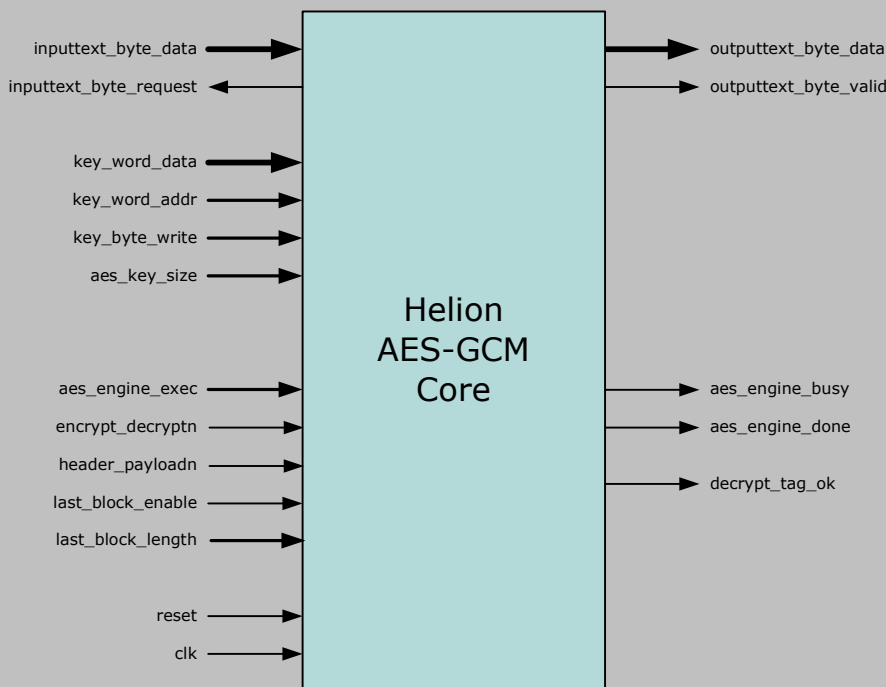 inputtext_byte_data
inputtext_byte_request
key_word_data
key_word_addr
key_byte_write
aes_key_size
aes_engine_exec
encrypt_decryptn
header_payloadn
last_block_enable
last_block_length
reset
clk
Helion
AES-GCM
Core
outputtext_byte_data
outputtext_byte_valid
aes_engine_busy
aes_engine_done
decrypt_tag_ok